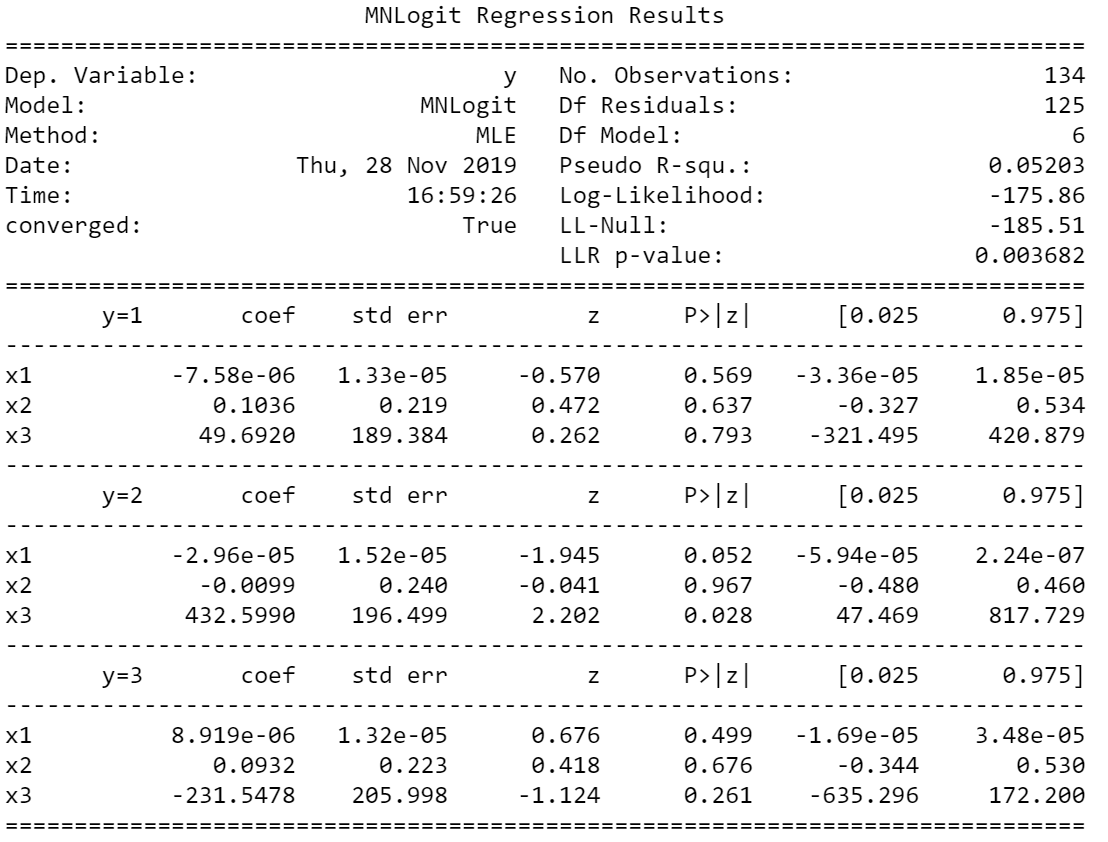 MNLogit Regression Results
==============================================================================
Dep. Variable: y No. Observations: 134
Model: MNLogit Df Residuals: 125
Method: MLE Df Model: 6
Date: Thu, 28 Nov 2019 Pseudo R-squ.: 0.05203
Time: 16:59:26 Log-Likelihood: -175.86
converged: True LL-Null: -185.51
LLR p-value: 0.003682
==============================================================================
y=1 coef std err z P>|z| [0.025 0.975]
------------------------------------------------------------------------------
x1 -7.58e-06 1.33e-05 -0.570 0.569 -3.36e-05 1.85e-05
x2 0.1036 0.219 0.472 0.637 -0.327 0.534
x3 49.6920 189.384 0.262 0.793 -321.495 420.879
------------------------------------------------------------------------------
y=2 coef std err z P>|z| [0.025 0.975]
------------------------------------------------------------------------------
x1 -2.96e-05 1.52e-05 -1.945 0.052 -5.94e-05 2.24e-07
x2 -0.0099 0.240 -0.041 0.967 -0.480 0.460
x3 432.5990 196.499 2.202 0.028 47.469 817.729
------------------------------------------------------------------------------
y=3 coef std err z P>|z| [0.025 0.975]
------------------------------------------------------------------------------
x1 8.919e-06 1.32e-05 0.676 0.499 -1.69e-05 3.48e-05
x2 0.0932 0.223 0.418 0.676 -0.344 0.530
x3 -231.5478 205.998 -1.124 0.261 -635.296 172.200
==============================================================================